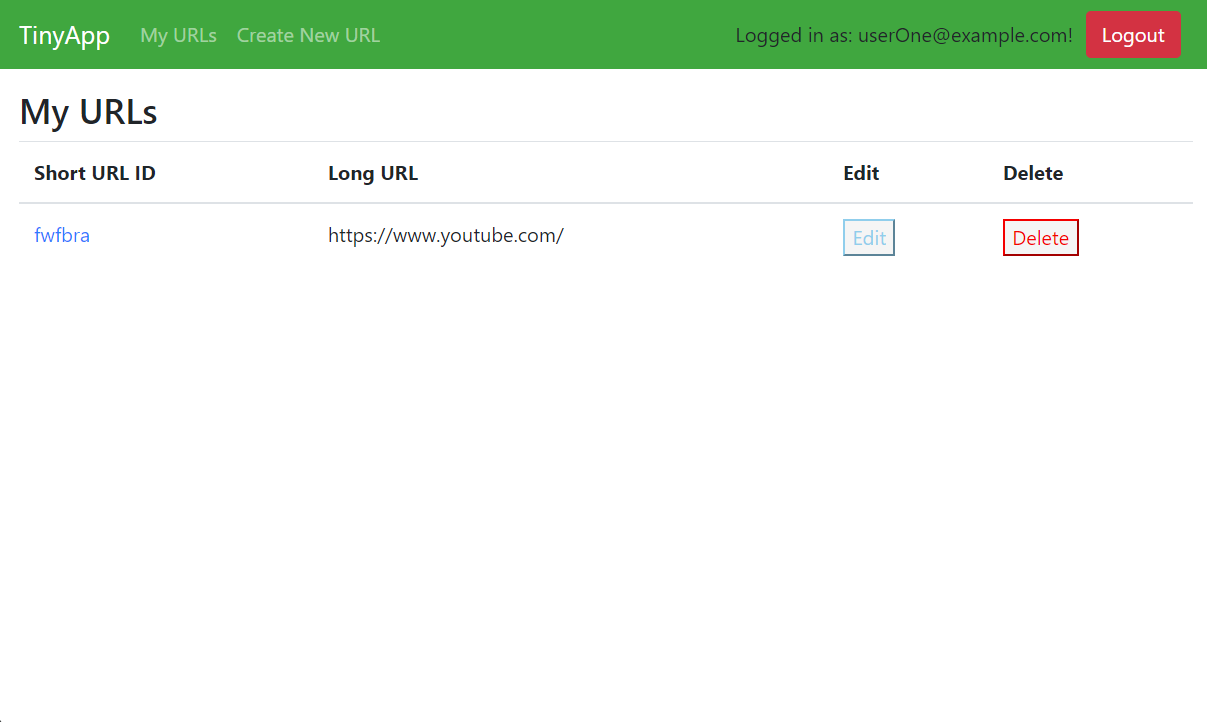 TinyApp My URLs Create New URL Logged in as: userOne@example.com! Logout
My URLs
Short URL ID Long URL Edit Delete
fwfbra https://www.youtube.com/ Edit Delete